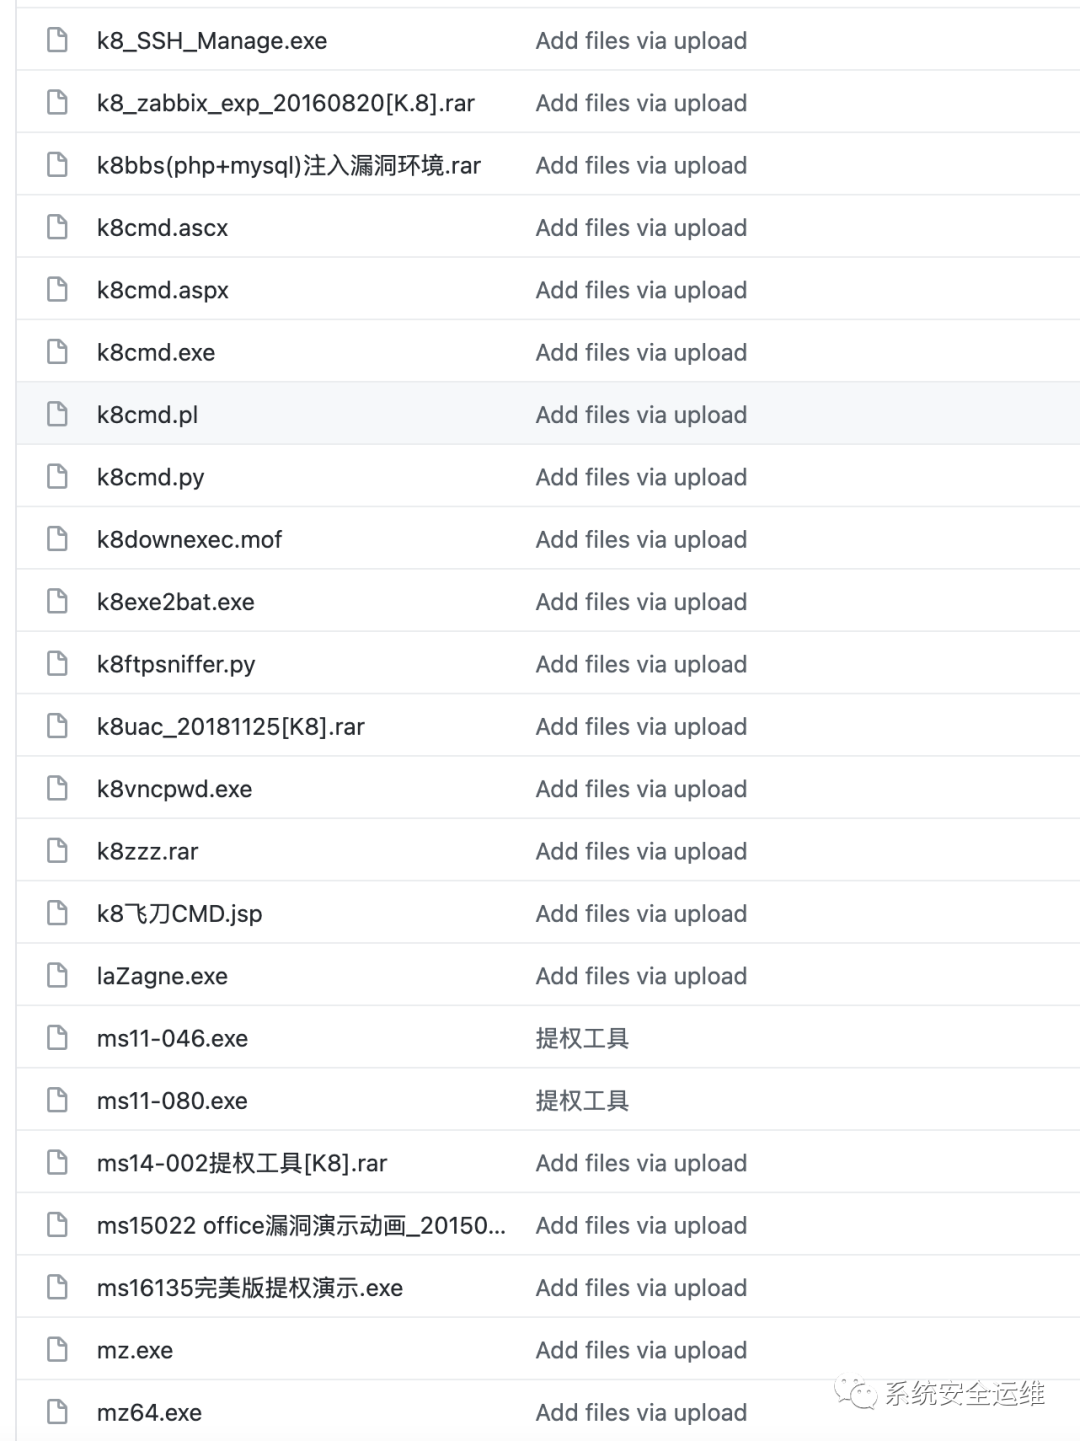 k8_SSH_Manage.exe Add files via upload
k8_zabbix_exp_20160820[K.8].rar Add files via upload
k8bbs(php+mysql)注入漏洞环境.rar Add files via upload
k8cmd.ascx Add files via upload
k8cmd.aspx Add files via upload
k8cmd.exe Add files via upload
k8cmd.pl Add files via upload
k8cmd.py Add files via upload
k8downexec.mof Add files via upload
k8exe2bat.exe Add files via upload
k8ftpsniffer.py Add files via upload
k8uac_20181125[K8].rar Add files via upload
k8vncpwd.exe Add files via upload
k8zzz.rar Add files via upload
k8飞刀CMD.jsp Add files via upload
laZagne.exe Add files via upload
ms11-046.exe 提权工具
ms11-080.exe 提权工具
ms14-002提权工具[K8].rar Add files via upload
ms15022 office漏洞演示动画_20150... Add files via upload
ms16135完美版提权演示.exe Add files via upload
mz.exe Add files via upload
系统安全运维
mz64.exe Add files via upload